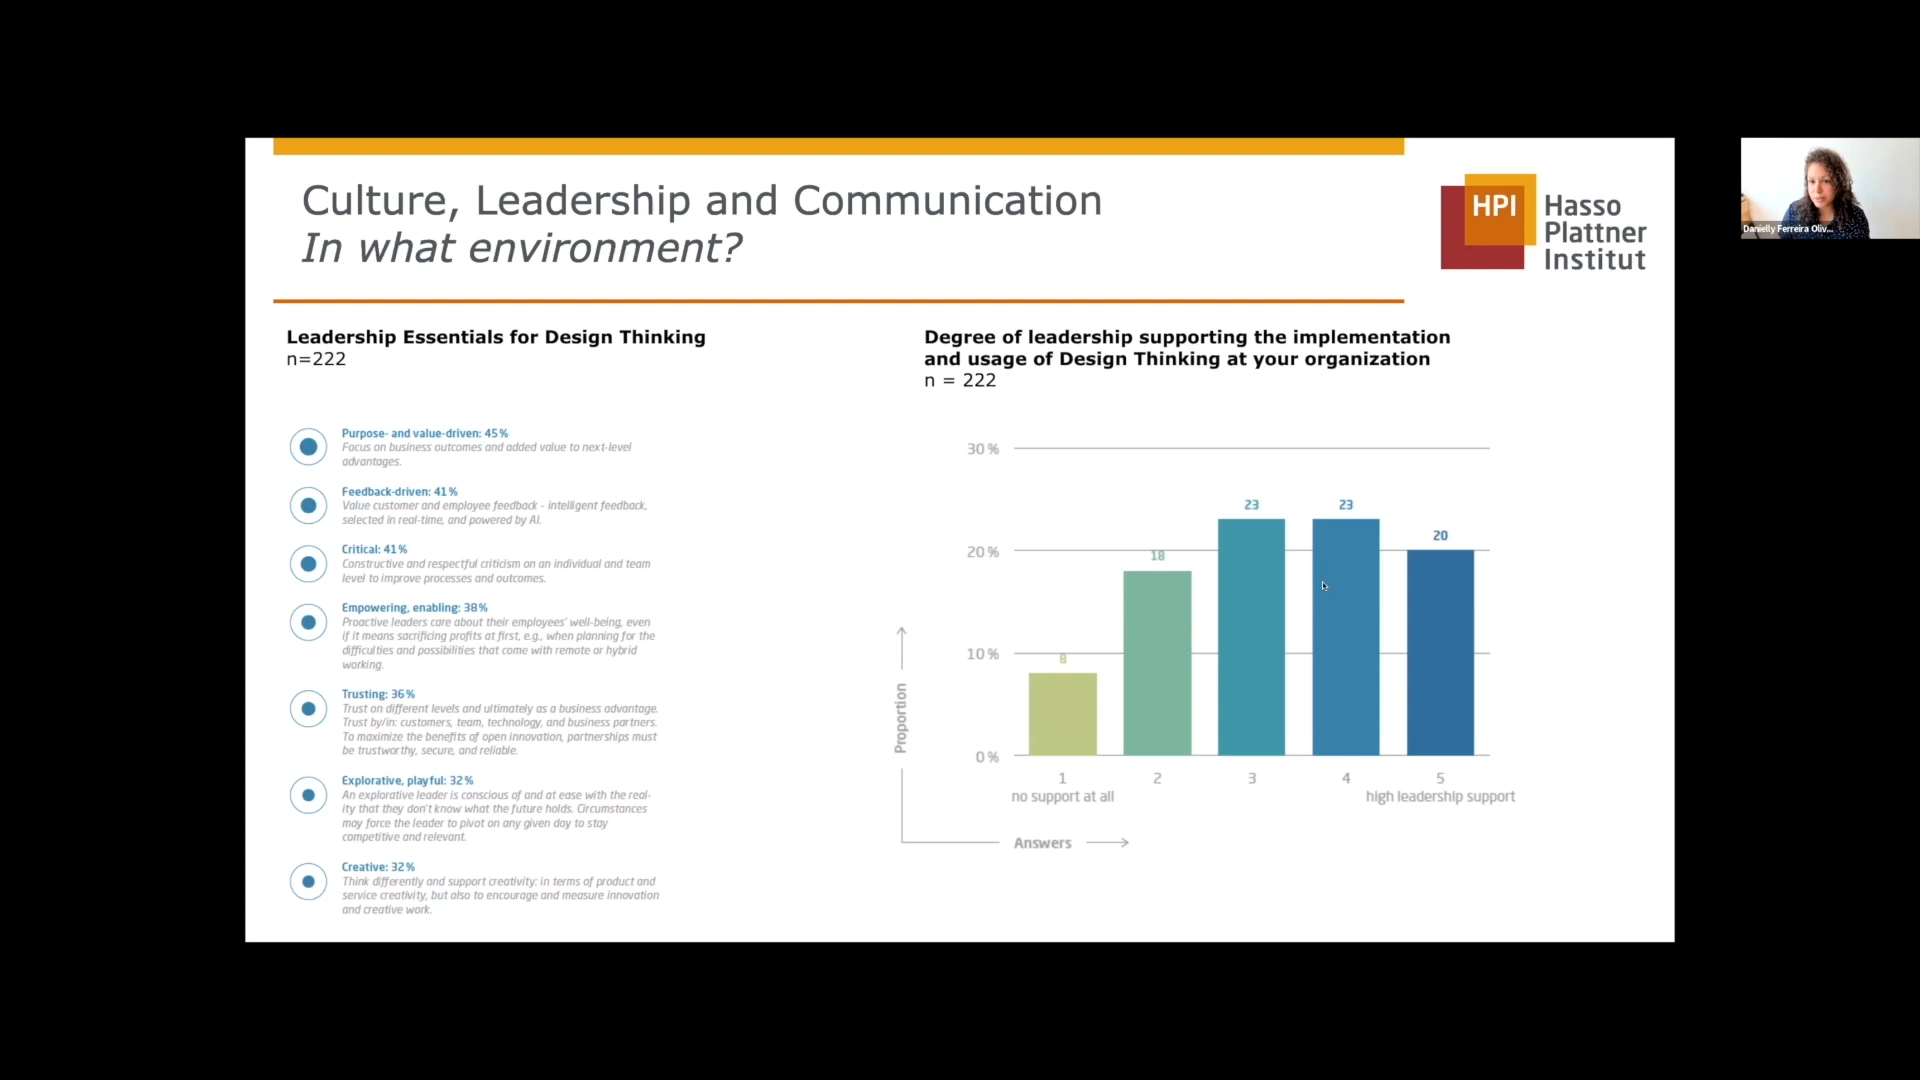 Culture, Leadership and Communication
In what environment?
HPI
Hasso
Plattner
Institut
Danielly Ferreira Oliv...
Leadership Essentials for Design Thinking
n=222
Purpose- and value-driven: 45%
Focus on business outcomes and added value to next-level
advantages.
Feedback-driven: 41%
Value customer and employee feedback - intelligent feedback,
selected in real-time, and powered by AI.
Critical: 41%
Constructive and respectful criticism on an individual and team
level to improve processes and outcomes.
Empowering, enabling: 38%
Proactive leaders care about their employees' well-being, even
if it means sacrificing profits at first, e.g., when planning for the
difficulties and possibilities that come with remote or hybrid
working.
Trusting: 36%
Trust on different levels and ultimately as a business advantage.
Trust by/in: customers, team, technology, and business partners.
To maximize the benefits of open innovation, partnerships must
be trustworthy, secure, and reliable.
Explorative, playful: 32%
An explorative leader is conscious of and at ease with the real-
ity that they don't know what the future holds. Circumstances
may force the leader to pivot on any given day to stay
competitive and relevant.
Creative: 32%
Think differently and support creativity: in terms of product and
service creativity, but also to encourage and measure innovation
and creative work.
Degree of leadership supporting the implementation
and usage of Design Thinking at your organization
n = 222
30%
20%
10%
0%
8
18
23
23
20
Proportion
1
2
3
4
5
no support at all
high leadership support
Answers